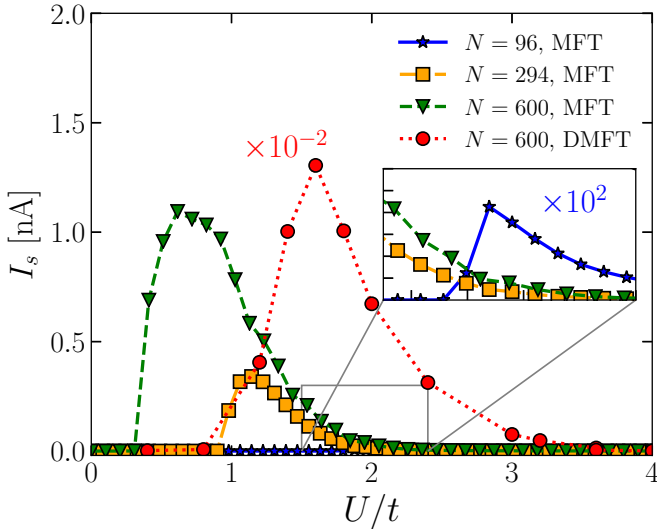 2.0
1.5
1.0
0.5
0.0
I_s [nA]
N = 96, MFT
N = 294, MFT
N = 600, MFT
N = 600, DMFT
×10^{-2}
×10^2
0 1 2 3 4
U/t